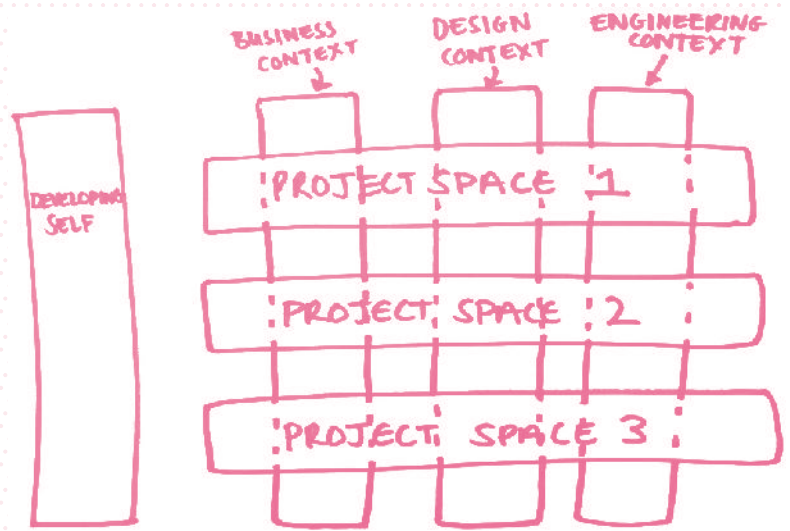 BUSINESS
CONTEXT
DESIGN
CONTEXT
ENGINEERING
CONTEXT
DEVELOPING
SELF
PROJECT SPACE 1
PROJECT SPACE 2
PROJECT SPACE 3